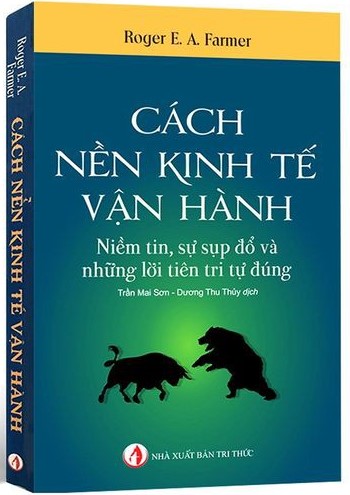 Roger E. A. Farmer
CÁCH
NỀN KINH TẾ
VẬN HÀNH
Niềm tin, sự sụp đổ và
những lời tiên tri tự đúng
Trần Mai Sơn - Dương Thu Thủy dịch
NHÀ XUẤT BẢN TRI THỨC
Roger E. A.
Farmer
CÁCH NỀN KINH TẾ VẬN HÀNH